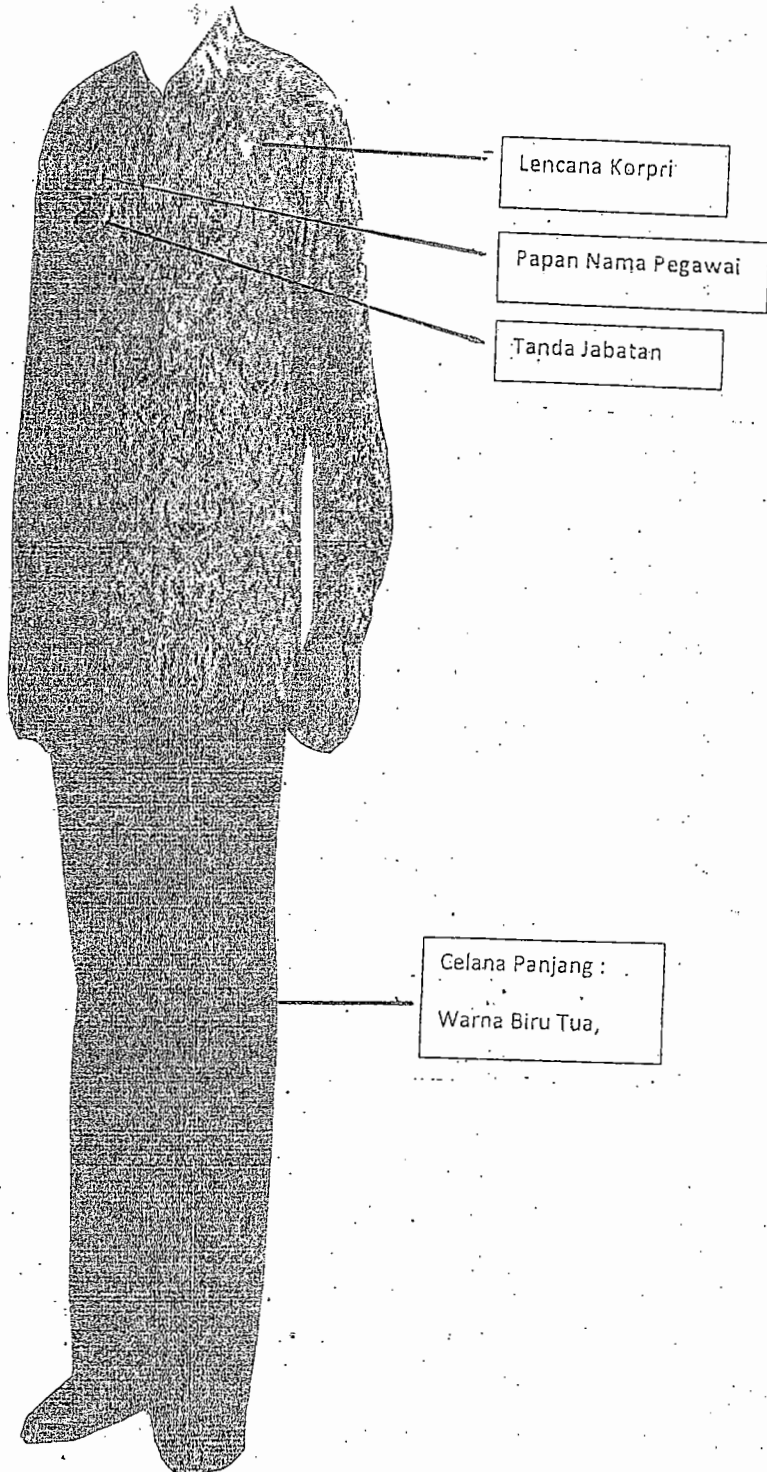 Lencana Korpri
Papan Nama Pegawai
Tanda Jabatan
Celana Panjang :
Warna Biru Tua,